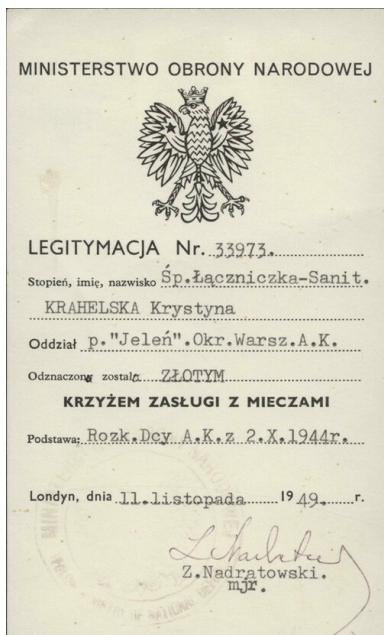 MINISTERSTWO OBRONY NARODOWEJ
LEGITYMACJA Nr. 33973.
Stopień, imię, nazwisko Śp.Łączniczka-Sanit.
KRAHELSKA Krystyna
Oddział p."Jeleń".Okr.Warsz.A.K.
Odznaczona została ZŁOTYM
KRZYŻEM ZASŁUGI Z MIECZAMI
Podstawa: Rozk.Dcy A.K.z 2.X.1944r.
Londyn, dnia 11.listopada 1949. r.
Z.Nadratowski.
mjr.